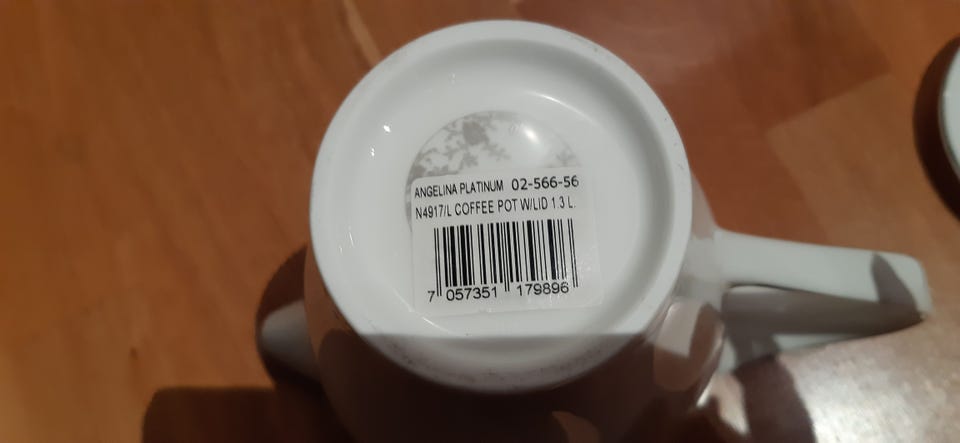 ANGELINA PLATINUM 02-566-56
N4917/L COFFEE POT W/LID 1.3 L.
7 057351 179896